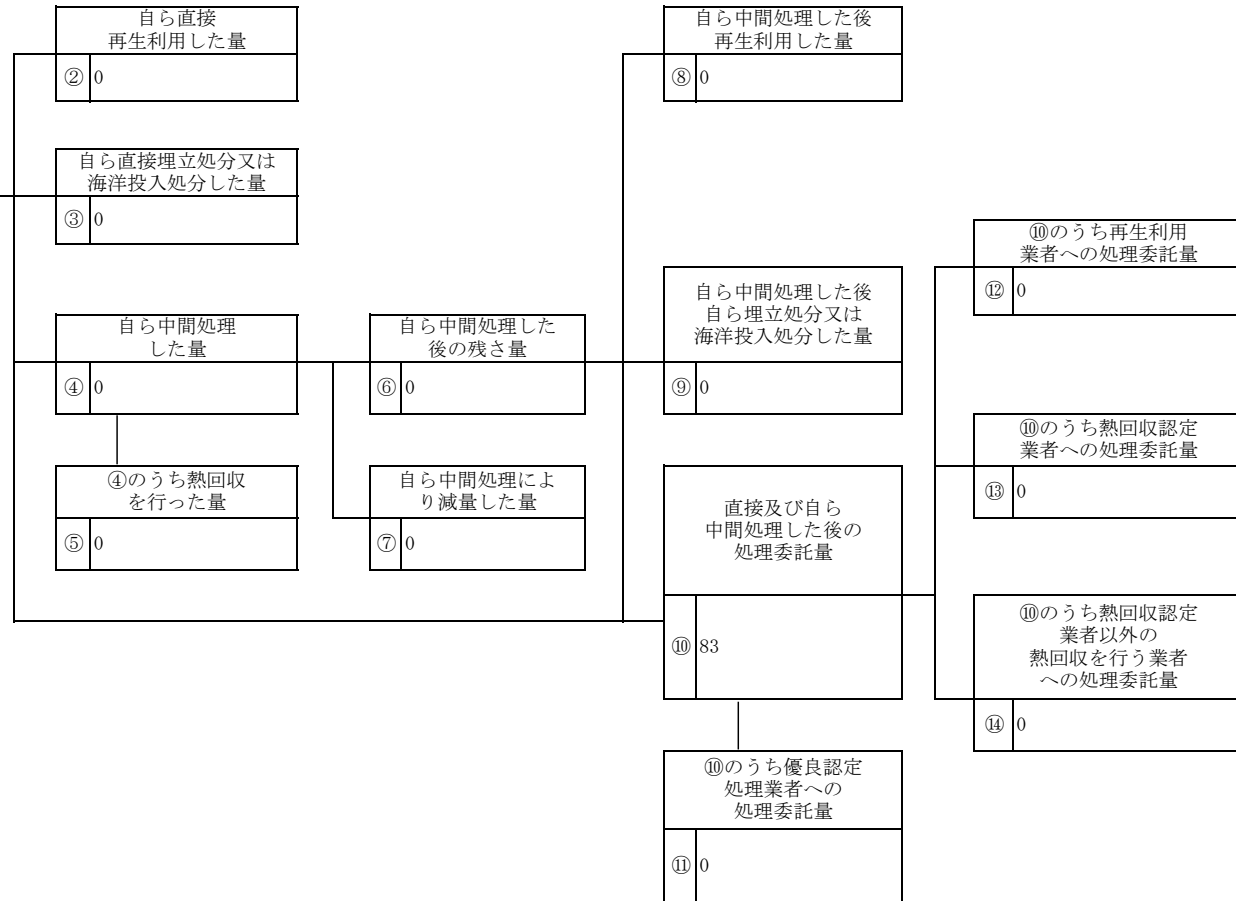 自ら直接
再生利用した量
② 0
自ら直接埋立処分又は
海洋投入処分した量
③ 0
自ら中間処理
した量
④ 0
④のうち熱回収
を行った量
⑤ 0
自ら中間処理した
後の残さ量
⑥ 0
自ら中間処理によ
り減量した量
⑦ 0
自ら中間処理した後
再生利用した量
⑧ 0
自ら中間処理した後
自ら埋立処分又は
海洋投入処分した量
⑨ 0
直接及び自ら
中間処理した後の
処理委託量
⑩ 83
⑩のうち優良認定
処理業者への
処理委託量
⑪ 0
⑩のうち再生利用
業者への処理委託量
⑫ 0
⑩のうち熱回収認定
業者への処理委託量
⑬ 0
⑩のうち熱回収認定
業者以外の
熱回収を行う業者
への処理委託量
⑭ 0